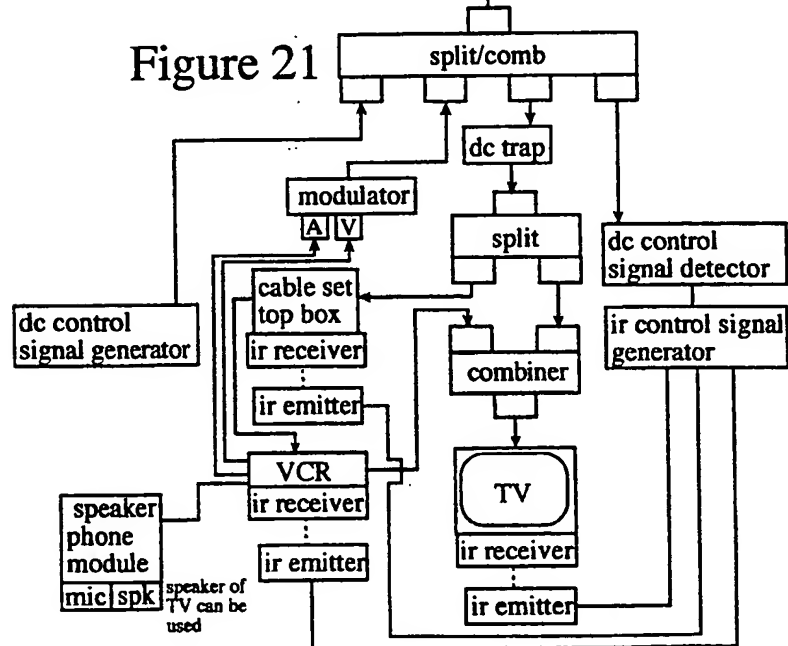 Figure 21
split/comb
dc trap
modulator
A V
split
dc control
signal detector
cable set
top box
ir receiver
dc control
signal generator
ir control signal
generator
combiner
ir emitter
VCR
ir receiver
TV
ir receiver
speaker
phone
module
mic spk
speaker of
TV can be
used
ir emitter
ir emitter